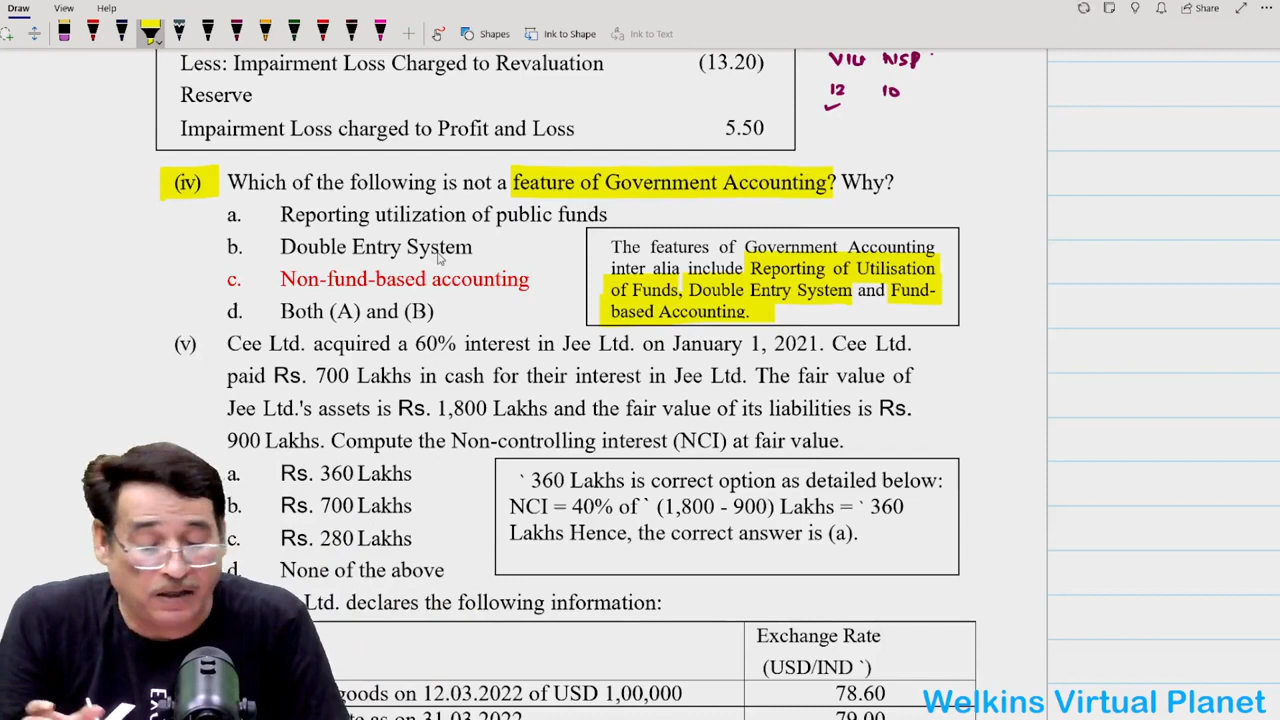 Draw View Help
Shapes Ink to Shape Ink to Text Share
Less: Impairment Loss Charged to Revaluation (13.20)
Reserve
Impairment Loss charged to Profit and Loss 5.50
VIU NSP
12 10
(iv) Which of the following is not a feature of Government Accounting? Why?
a. Reporting utilization of public funds
b. Double Entry System
c. Non-fund-based accounting
d. Both (A) and (B)
The features of Government Accounting
inter alia include Reporting of Utilisation
of Funds, Double Entry System and Fund-
based Accounting.
(v) Cee Ltd. acquired a 60% interest in Jee Ltd. on January 1, 2021. Cee Ltd.
paid Rs. 700 Lakhs in cash for their interest in Jee Ltd. The fair value of
Jee Ltd.'s assets is Rs. 1,800 Lakhs and the fair value of its liabilities is Rs.
900 Lakhs. Compute the Non-controlling interest (NCI) at fair value.
a. Rs. 360 Lakhs
b. Rs. 700 Lakhs
c. Rs. 280 Lakhs
d. None of the above
` 360 Lakhs is correct option as detailed below:
NCI = 40% of ` (1,800 - 900) Lakhs = ` 360
Lakhs Hence, the correct answer is (a).
Ltd. declares the following information:
Exchange Rate
(USD/IND `)
goods on 12.03.2022 of USD 1,00,000 78.60
as on 31.03.2022 79.00
Welkins Virtual Planet